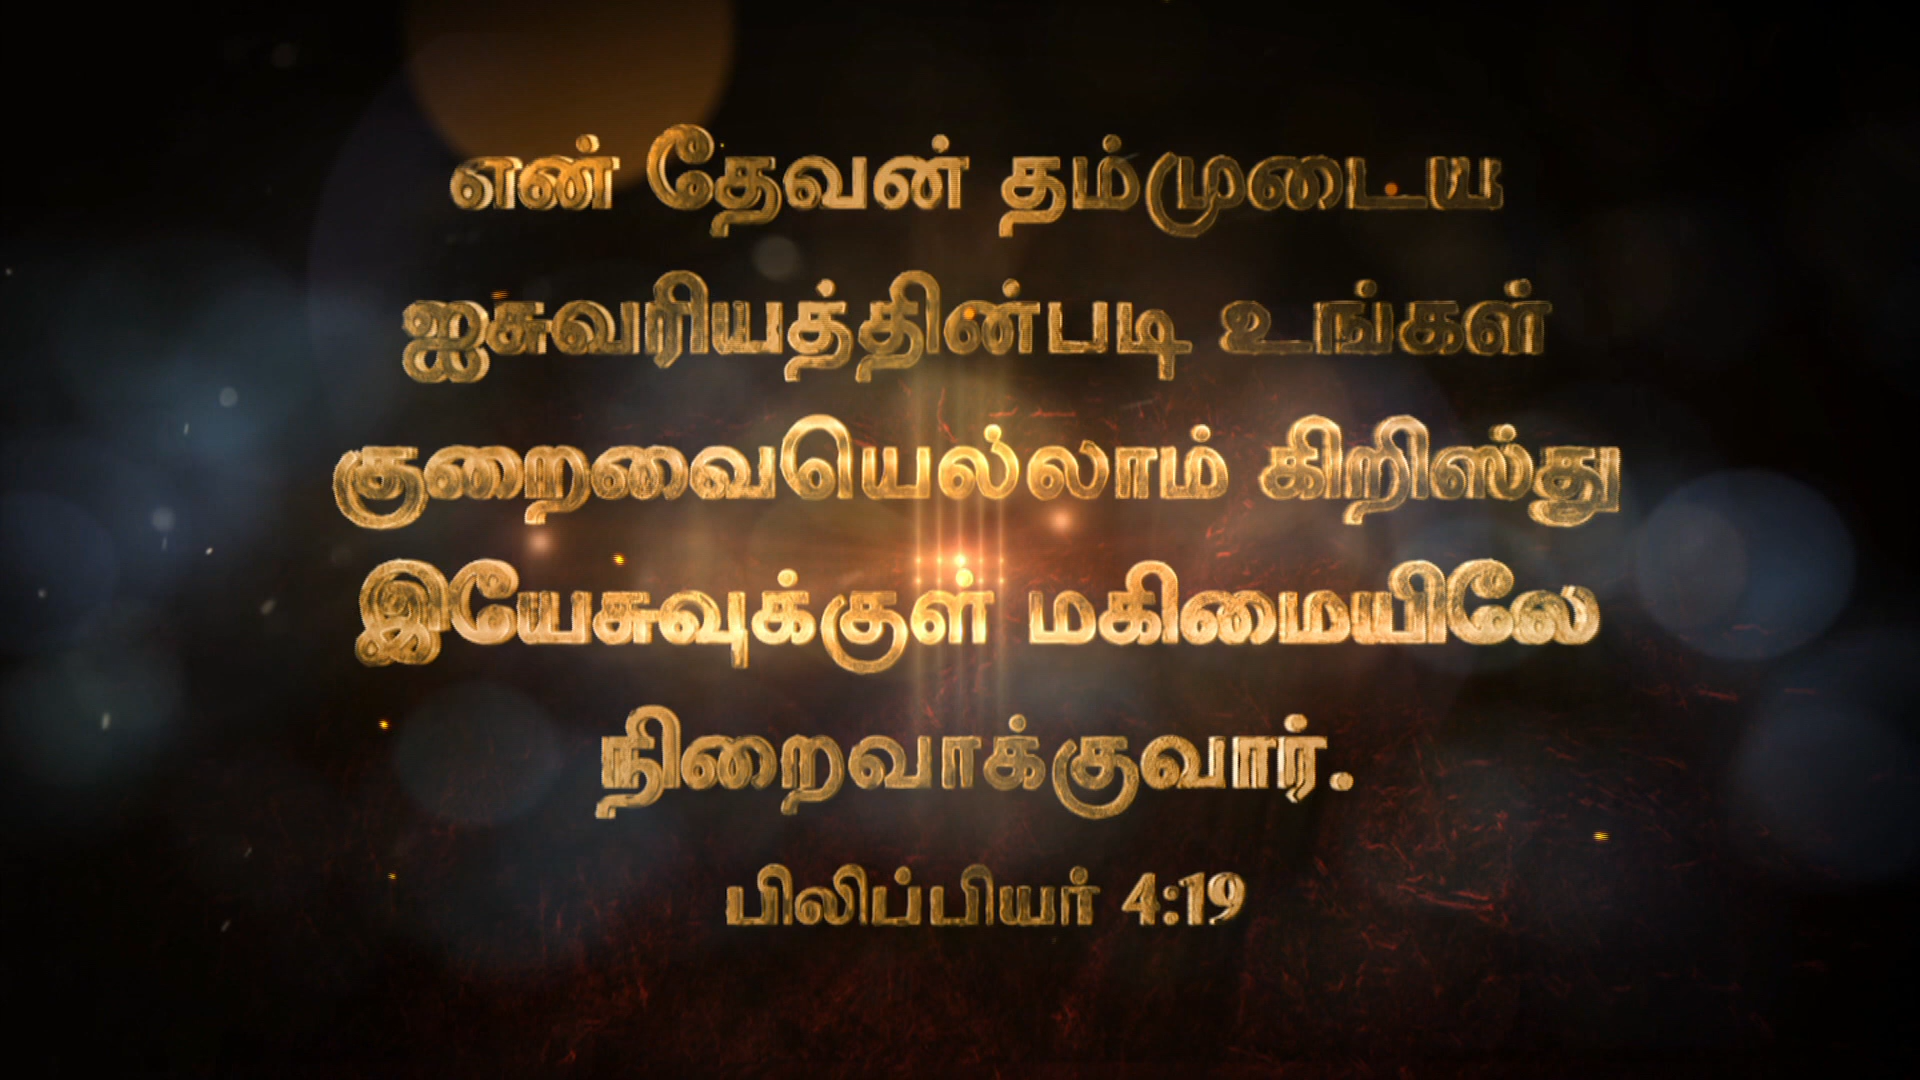 என் தேவன் தம்முடைய
ஐசுவரியத்தின்படி உங்கள்
குறைவையெல்லாம் கிறிஸ்து
இயேசுவுக்குள் மகிமையிலே
நிறைவாக்குவார்.
பிலிப்பியர் 4:19